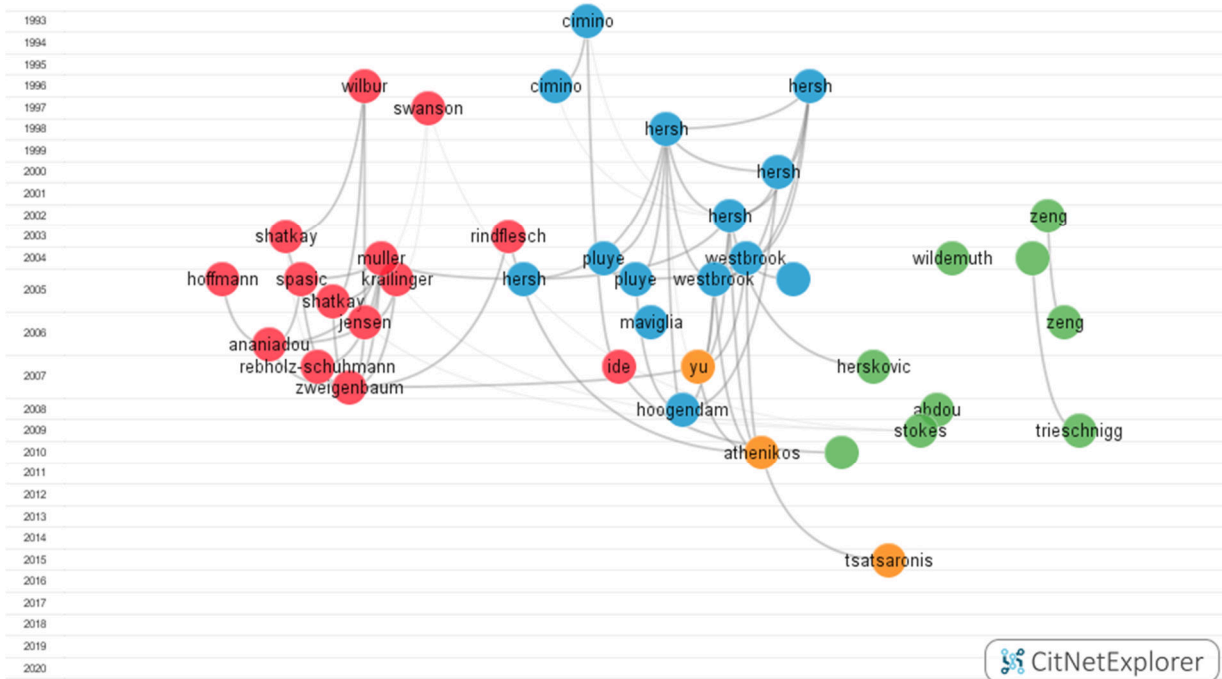 1993
cimino
1994
1995
1996
wilbur
cimino
hersh
1997
swanson
1998
hersh
1999
2000
hersh
2001
2002
hersh
zeng
2003
shatkay
rindflesch
2004
muller
pluye
westbrook
wildemuth
2005
hoffmann
spasic
krallinger
hersh
pluye
westbrook
shatkay
2006
jensen
maviglia
zeng
ananiadou
2007
rebholz-schuhmann
ide
yu
herskovic
zweigenbaum
2008
hoogendam
abdou
2009
stokes
trieschnigg
2010
athenikos
2011
2012
2013
2014
2015
tsatsaronis
2016
2017
2018
2019
CitNetExplorer
2020